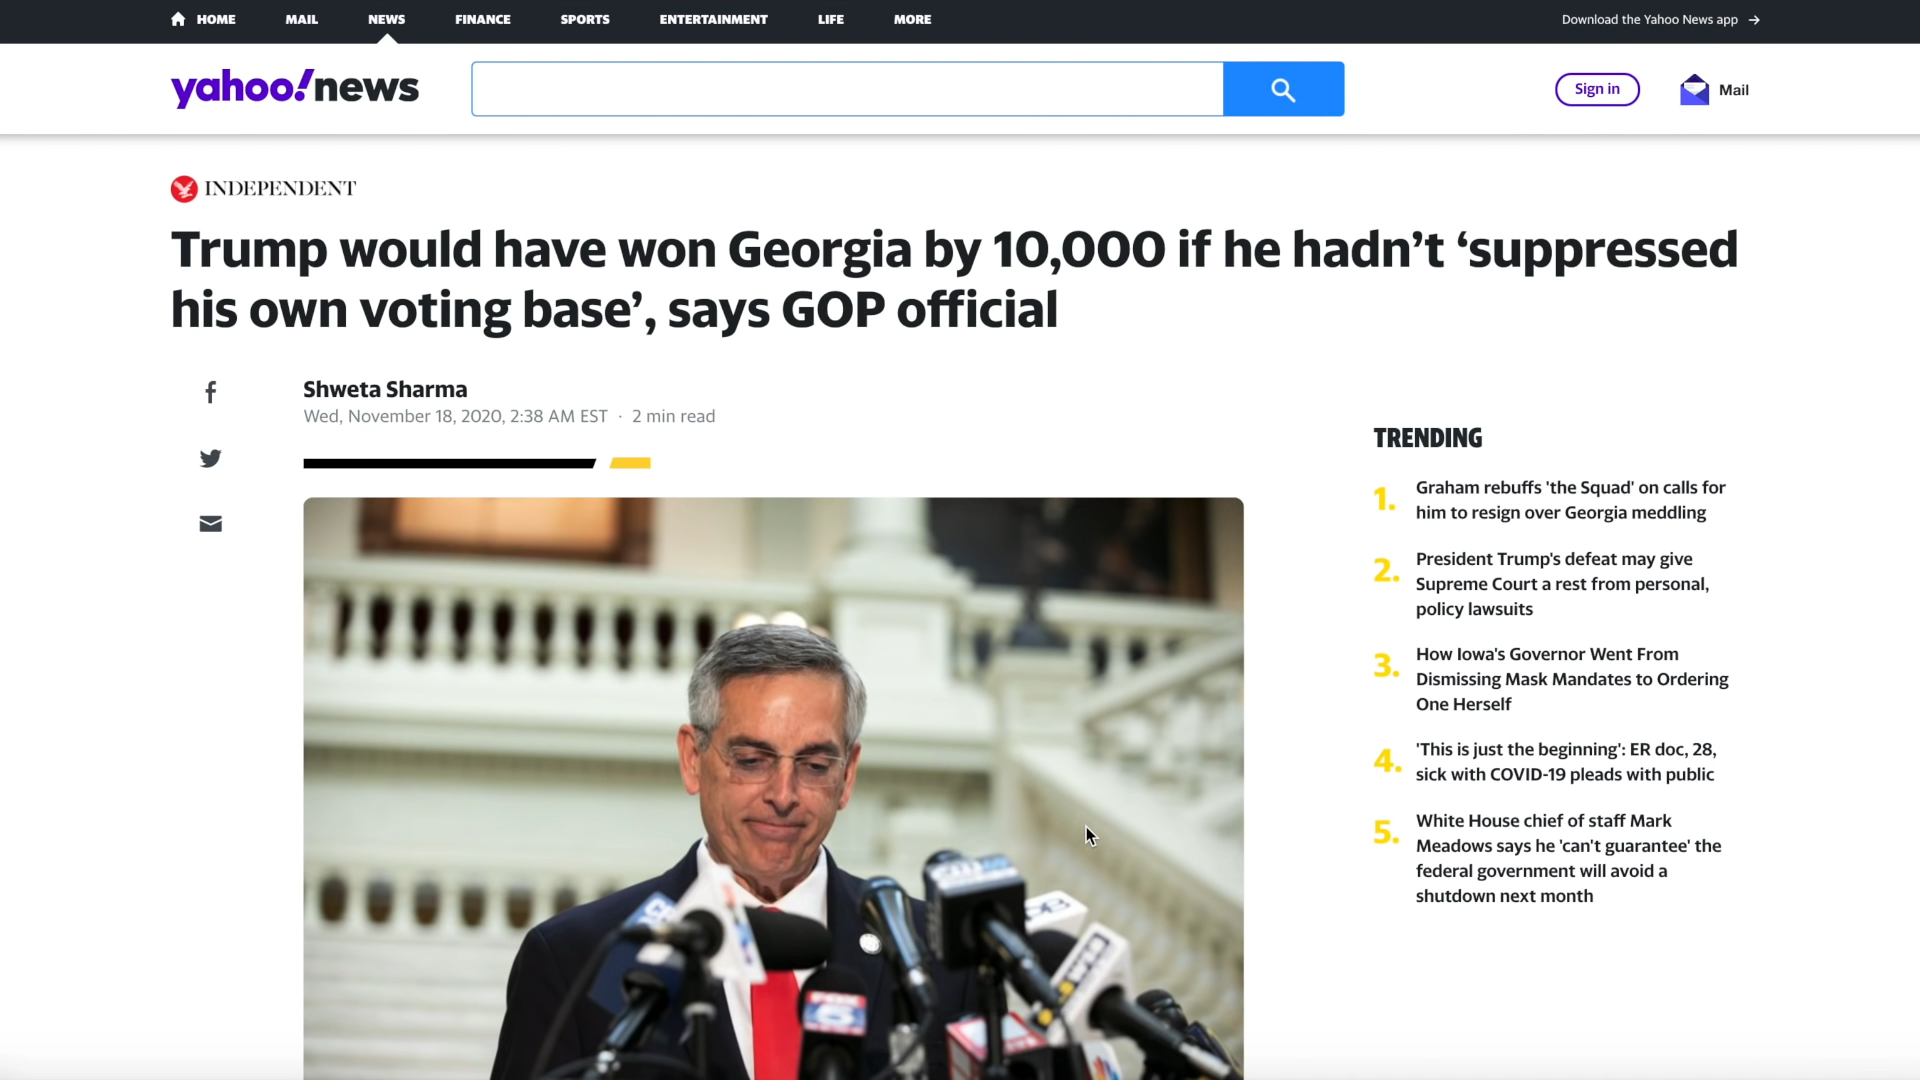 HOME MAIL NEWS FINANCE SPORTS ENTERTAINMENT LIFE MORE Download the Yahoo News app →
yahoo!news
Sign in
Mail
INDEPENDENT
Trump would have won Georgia by 10,000 if he hadn’t ‘suppressed
his own voting base’, says GOP official
Shweta Sharma
Wed, November 18, 2020, 2:38 AM EST · 2 min read
TRENDING
1. Graham rebuffs 'the Squad' on calls for
him to resign over Georgia meddling
2. President Trump's defeat may give
Supreme Court a rest from personal,
policy lawsuits
3. How Iowa's Governor Went From
Dismissing Mask Mandates to Ordering
One Herself
4. 'This is just the beginning': ER doc, 28,
sick with COVID-19 pleads with public
5. White House chief of staff Mark
Meadows says he 'can't guarantee' the
federal government will avoid a
shutdown next month
FOX
5